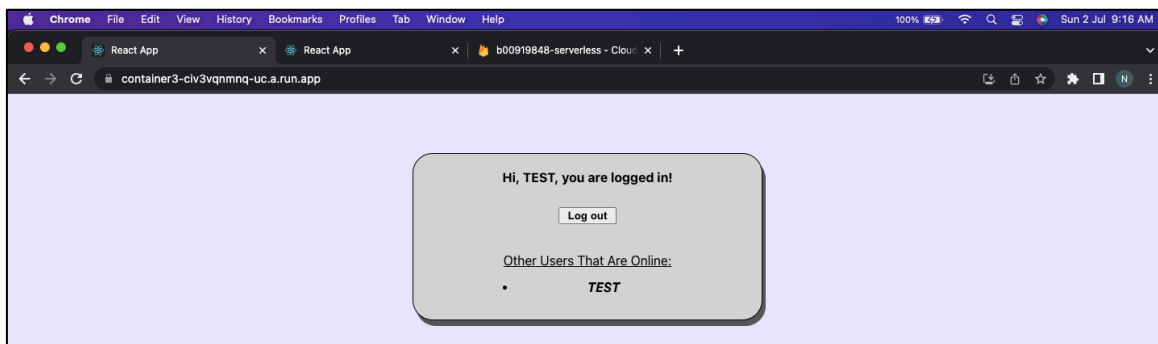 Chrome File Edit View History Bookmarks Profiles Tab Window Help 100% Sun 2 Jul 9:16 AM
React App React App b00919848-serverless - Cloud
container3-civ3vqnmnq-uc.a.run.app N
Hi, TEST, you are logged in!
Log out
Other Users That Are Online:
• TEST